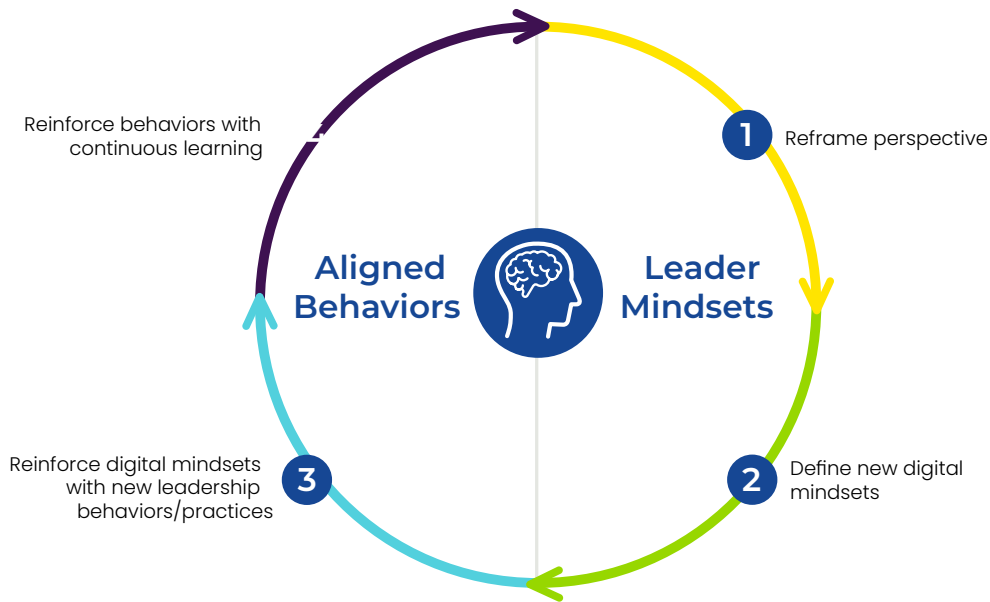 1
Reframe perspective
2
Define new digital
mindsets
3
Reinforce digital mindsets
with new leadership
behaviors/practices
Reinforce behaviors with
continuous learning
Aligned
Behaviors
Leader
Mindsets